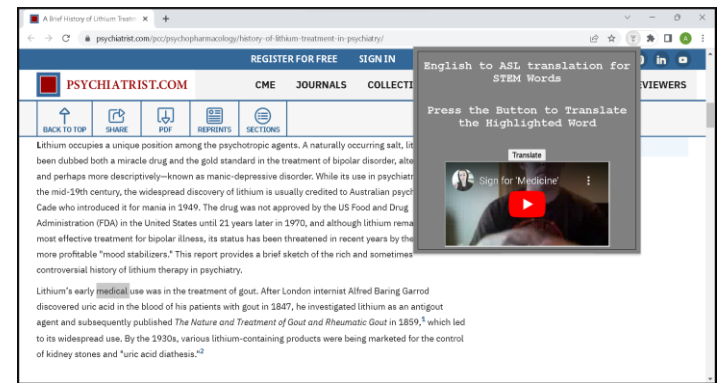 A Brief History of Lithium Treatm
psychiatrist.com/pcc/psychopharmacology/history-of-lithium-treatment-in-psychiatry/
REGISTER FOR FREE SIGN IN
in
PSYCHIATRIST.COM CME JOURNALS COLLECTI VIEWERS
BACK TO TOP SHARE PDF REPRINTS SECTIONS
Lithium occupies a unique position among the psychotropic agents. A naturally occurring salt, lit
been dubbed both a miracle drug and the gold standard in the treatment of bipolar disorder, alte
and perhaps more descriptively—known as manic-depressive disorder. While its use in psychiatr
the mid-19th century, the widespread discovery of lithium is usually credited to Australian psych
Cade who introduced it for mania in 1949. The drug was not approved by the US Food and Drug
Administration (FDA) in the United States until 21 years later in 1970, and although lithium rema
most effective treatment for bipolar illness, its status has been threatened in recent years by the
more profitable "mood stabilizers." This report provides a brief sketch of the rich and sometimes
controversial history of lithium therapy in psychiatry.
Lithium's early medical use was in the treatment of gout. After London internist Alfred Baring Garrod
discovered uric acid in the blood of his patients with gout in 1847, he investigated lithium as an antigout
agent and subsequently published The Nature and Treatment of Gout and Rheumatic Gout in 1859,⁵ which led
to its widespread use. By the 1930s, various lithium-containing products were being marketed for the control
of kidney stones and "uric acid diathesis."²
English to ASL translation for
STEM Words
Press the Button to Translate
the Highlighted Word
Translate
Sign for 'Medicine'